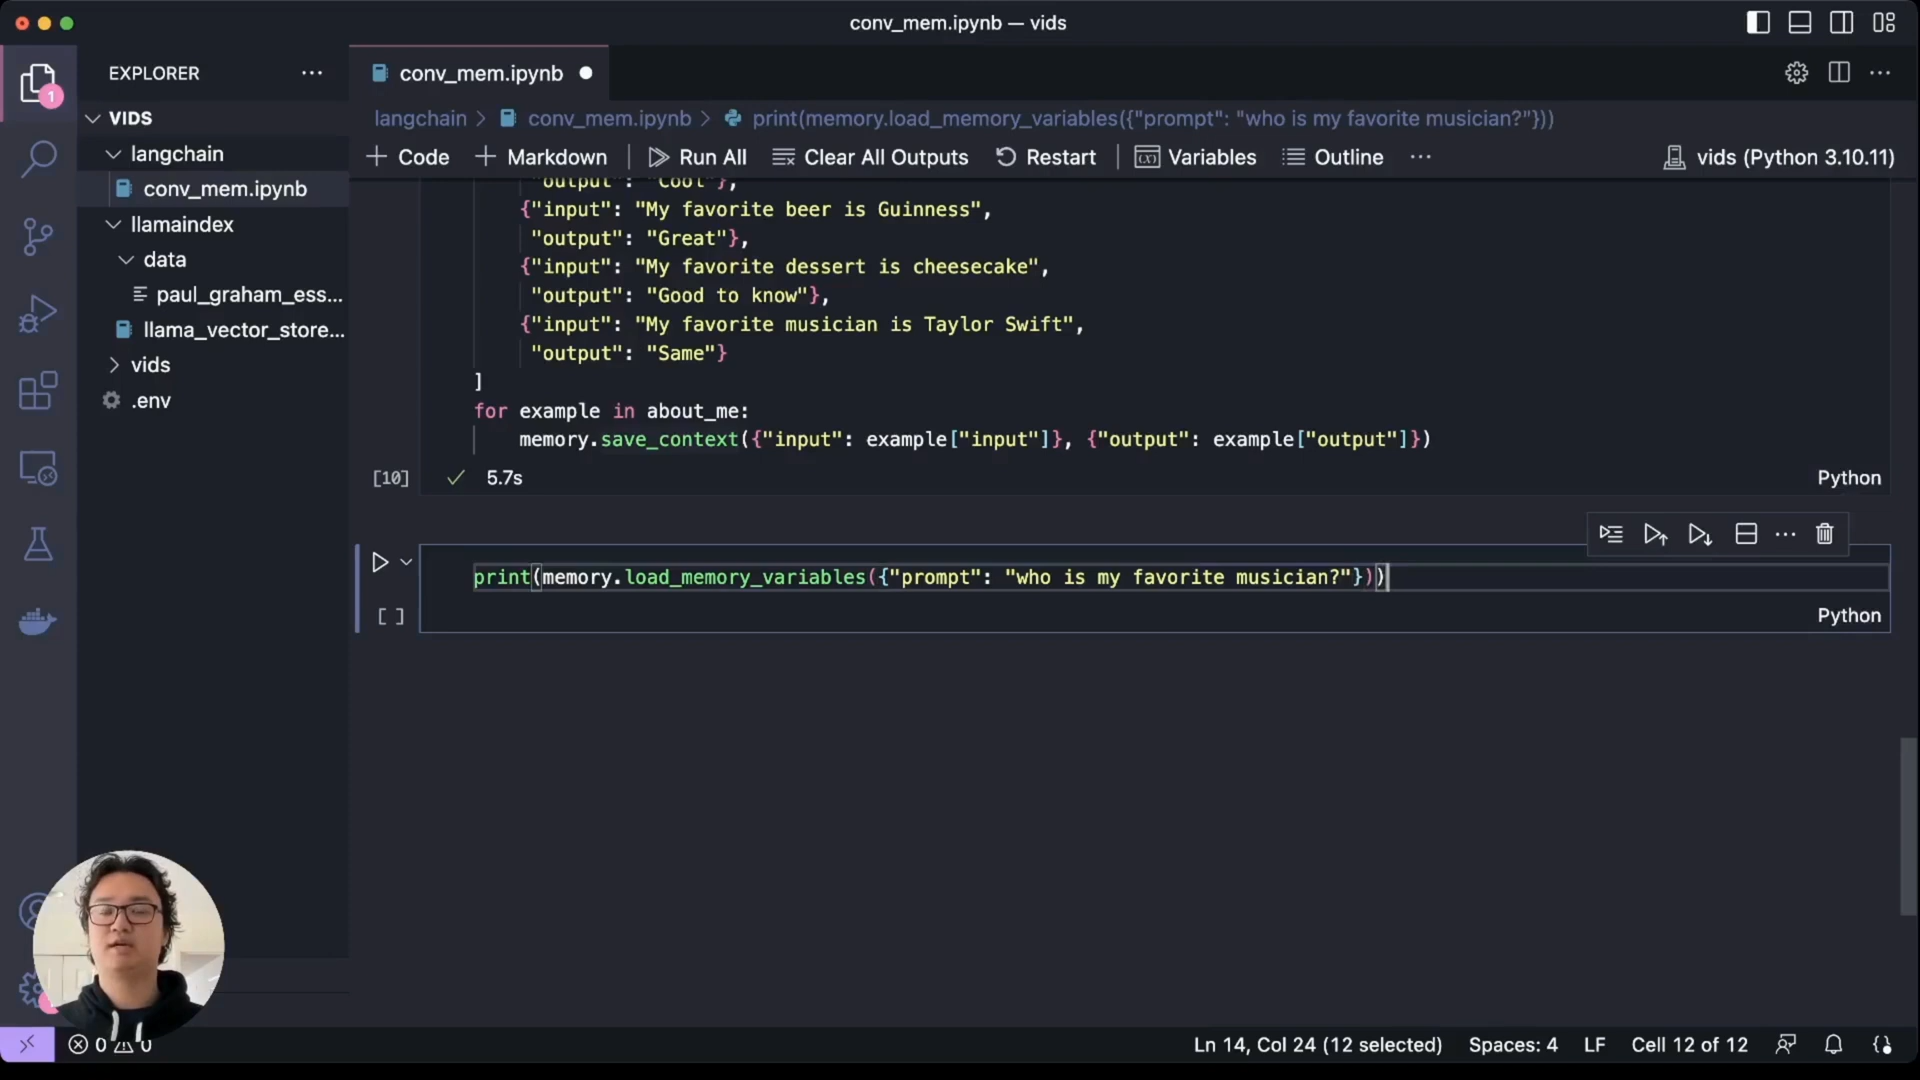 conv_mem.ipynb — vids
EXPLORER
conv_mem.ipynb
1
VIDS
langchain
conv_mem.ipynb
llamaindex
data
paul_graham_ess...
llama_vector_store...
vids
.env
langchain > conv_mem.ipynb > print(memory.load_memory_variables({"prompt": "who is my favorite musician?"}))
+ Code + Markdown Run All Clear All Outputs Restart Variables Outline ... vids (Python 3.10.11)
"output": "Cool"},
{"input": "My favorite beer is Guinness",
"output": "Great"},
{"input": "My favorite dessert is cheesecake",
"output": "Good to know"},
{"input": "My favorite musician is Taylor Swift",
"output": "Same"}
]
for example in about_me:
memory.save_context({"input": example["input"]}, {"output": example["output"]})
[10] ✓ 5.7s Python
print(memory.load_memory_variables({"prompt": "who is my favorite musician?"}))
[ ] Python
0 0 Ln 14, Col 24 (12 selected) Spaces: 4 LF Cell 12 of 12